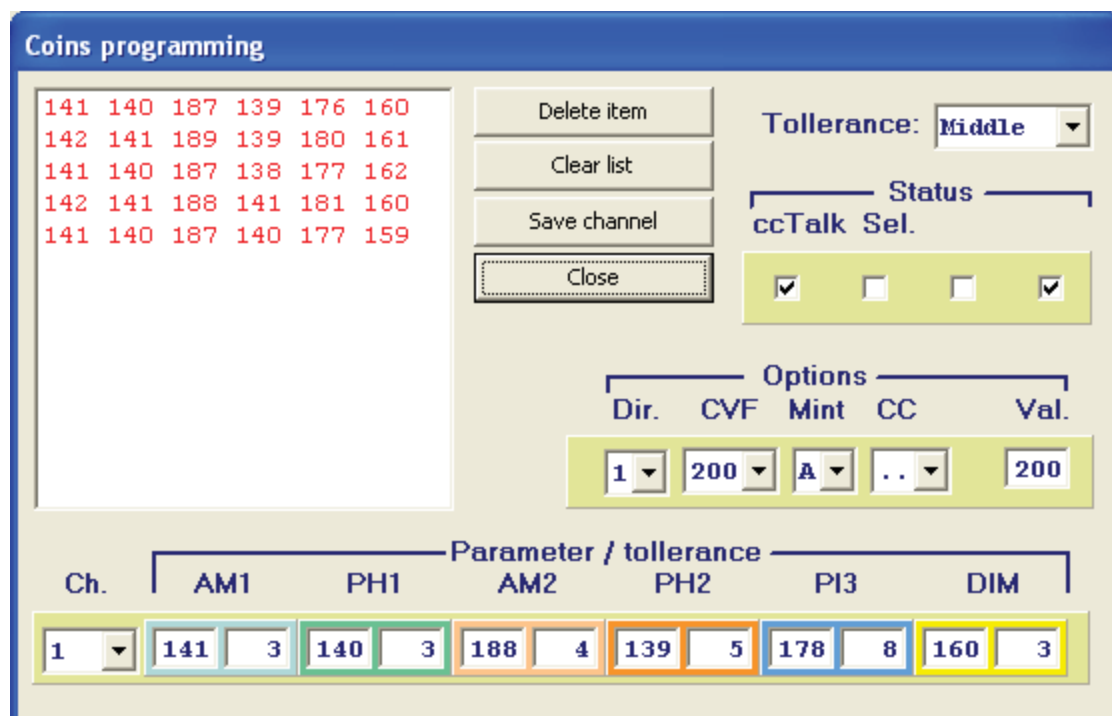 Coins programming
141 140 187 139 176 160
142 141 189 139 180 161
141 140 187 138 177 162
142 141 188 141 181 160
141 140 187 140 177 159
Delete item
Clear list
Save channel
Close
Tollerance: Middle
Status
ccTalk Sel.
Options
Dir. CVF Mint CC Val.
1 200 A .. 200
Parameter / tollerance
Ch. AM1 PH1 AM2 PH2 PI3 DIM
1 141 3 140 3 188 4 139 5 178 8 160 3